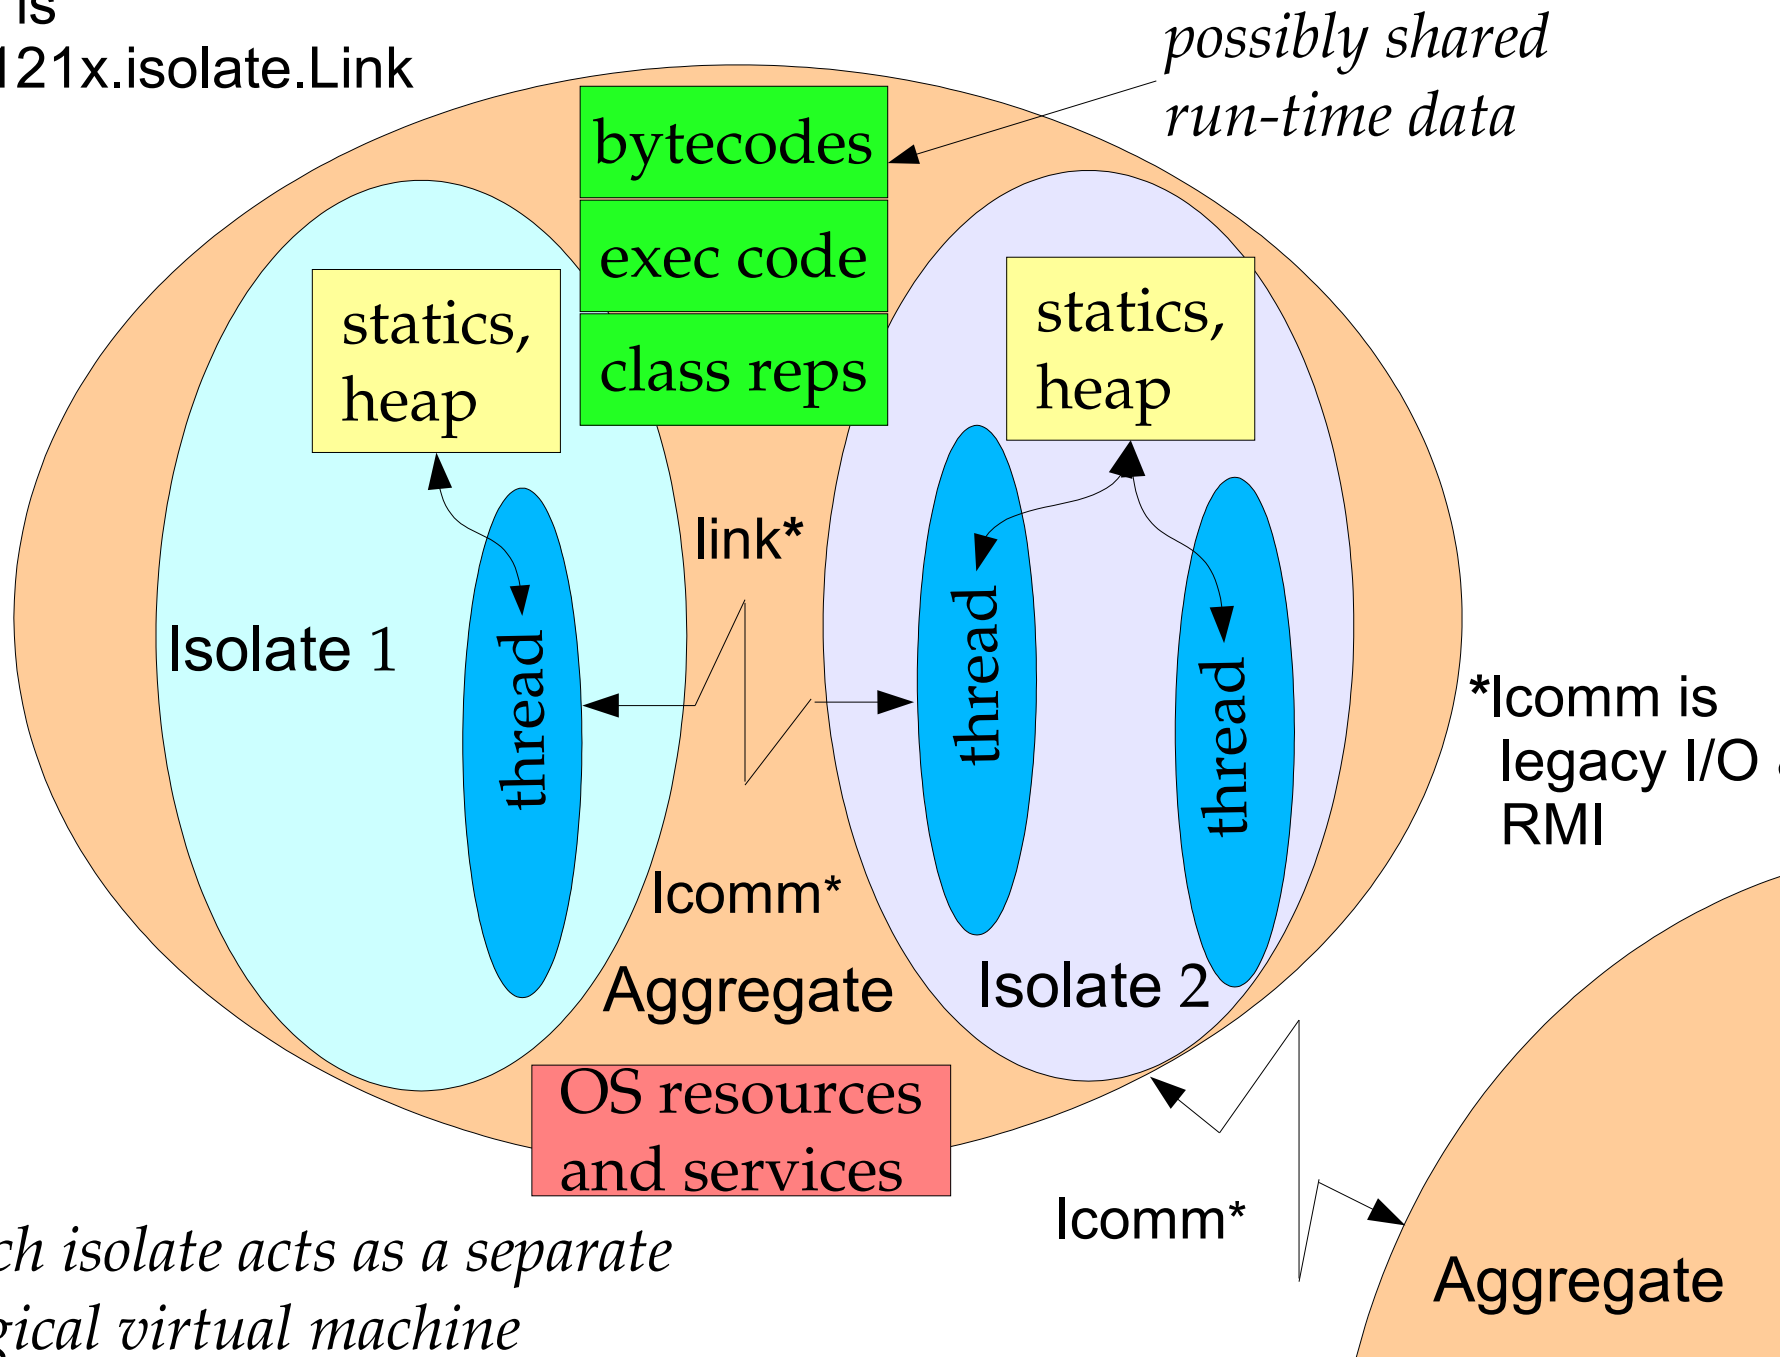 is
121x.isolate.Link
possibly shared
run-time data
bytecodes
exec code
class reps
statics,
heap
statics,
heap
link*
thread
thread
thread
Isolate 1
*Icomm is
legacy I/O
RMI
Icomm*
Aggregate
Isolate 2
OS resources
and services
Icomm*
Aggregate
ch isolate acts as a separate
gical virtual machine